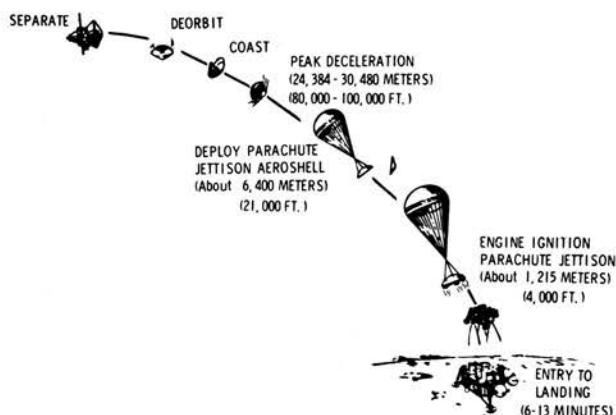 SEPARATE
DEORBIT
COAST
PEAK DECELERATION
(24,384 - 30,480 METERS)
(80,000 - 100,000 FT.)
DEPLOY PARACHUTE
JETTISON AEROSHELL
(About 6,400 METERS)
(21,000 FT.)
ENGINE IGNITION
PARACHUTE JETTISON
(About 1,215 METERS)
(4,000 FT.)
ENTRY TO
LANDING
(6-13 MINUTES)